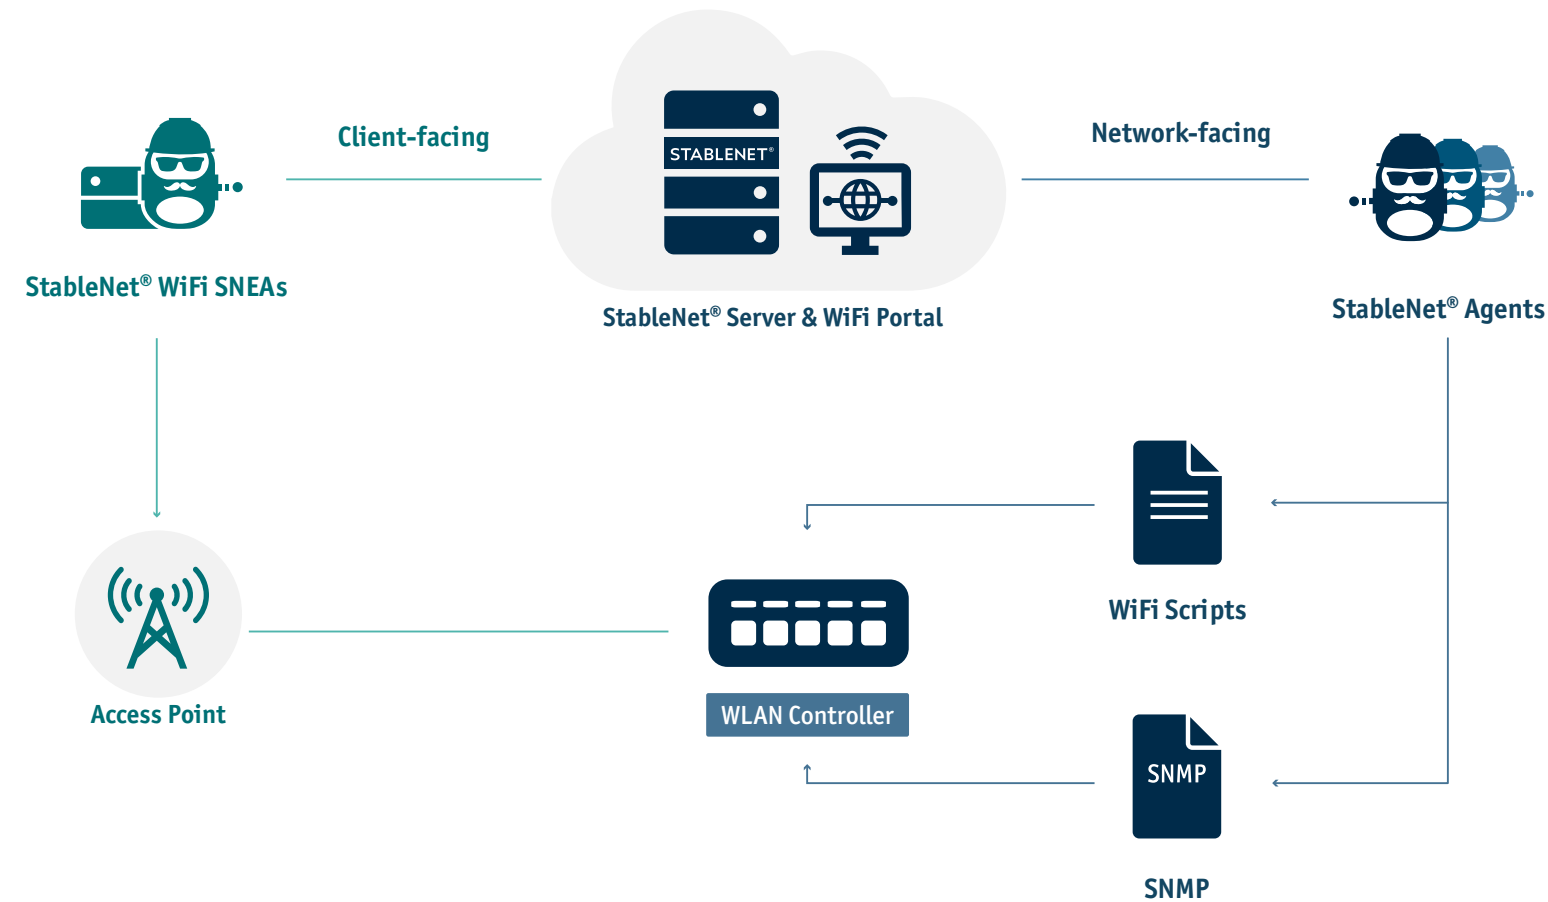 Client-facing
Network-facing
STABLENET®
StableNet® WiFi SNEAs
StableNet® Server & WiFi Portal
StableNet® Agents
WiFi Scripts
Access Point
WLAN Controller
SNMP
SNMP